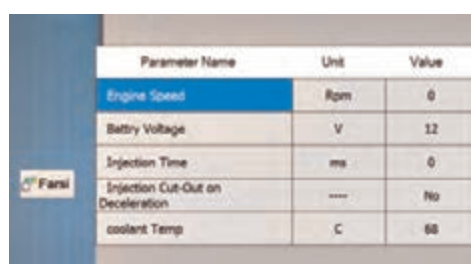 Parameter Name Unit Value
Engine Speed Rpm 0
Battry Voltage V 12
Injection Time ms 0
Farsi
Injection Cut-Out on
Deceleration ---- No
coolant Temp C 68